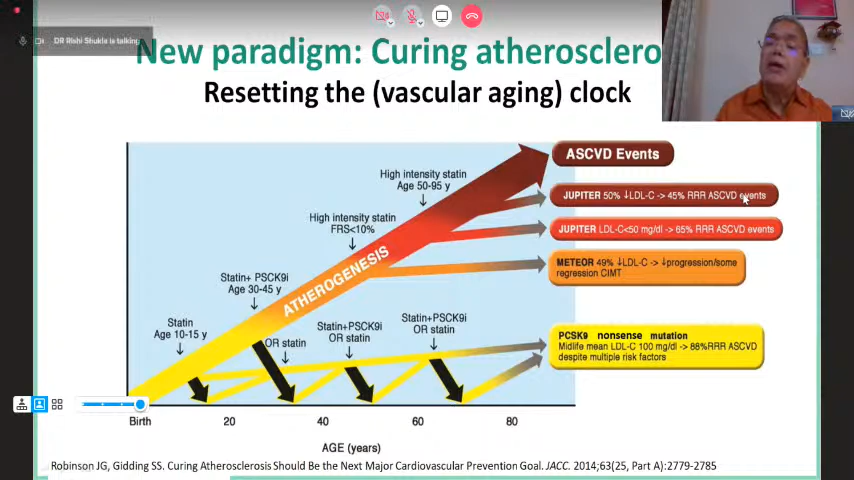 DR Rishi Shukla is talking
New paradigm: Curing atherosclero
Resetting the (vascular aging) clock
High intensity statin
Age 50-95 y
High intensity statin
FRS<10%
Statin+ PSCK9i
Age 30-45 y
Statin
Age 10-15 y
ATHEROGENESIS
OR statin
Statin+PSCK9i
OR statin
Statin+PSCK9i
OR statin
ASCVD Events
JUPITER 50% ↓LDL-C -> 45% RRR ASCVD events
JUPITER LDL-C<50 mg/dl -> 65% RRR ASCVD events
METEOR 49% ↓LDL-C -> ↓progression/some
regression CIMT
PCSK9 nonsense mutation
Midlife mean LDL-C 100 mg/dl -> 88%RRR ASCVD
despite multiple risk factors
Birth 20 40 60 80
AGE (years)
Robinson JG, Gidding SS. Curing Atherosclerosis Should Be the Next Major Cardiovascular Prevention Goal. JACC. 2014;63(25, Part A):2779-2785